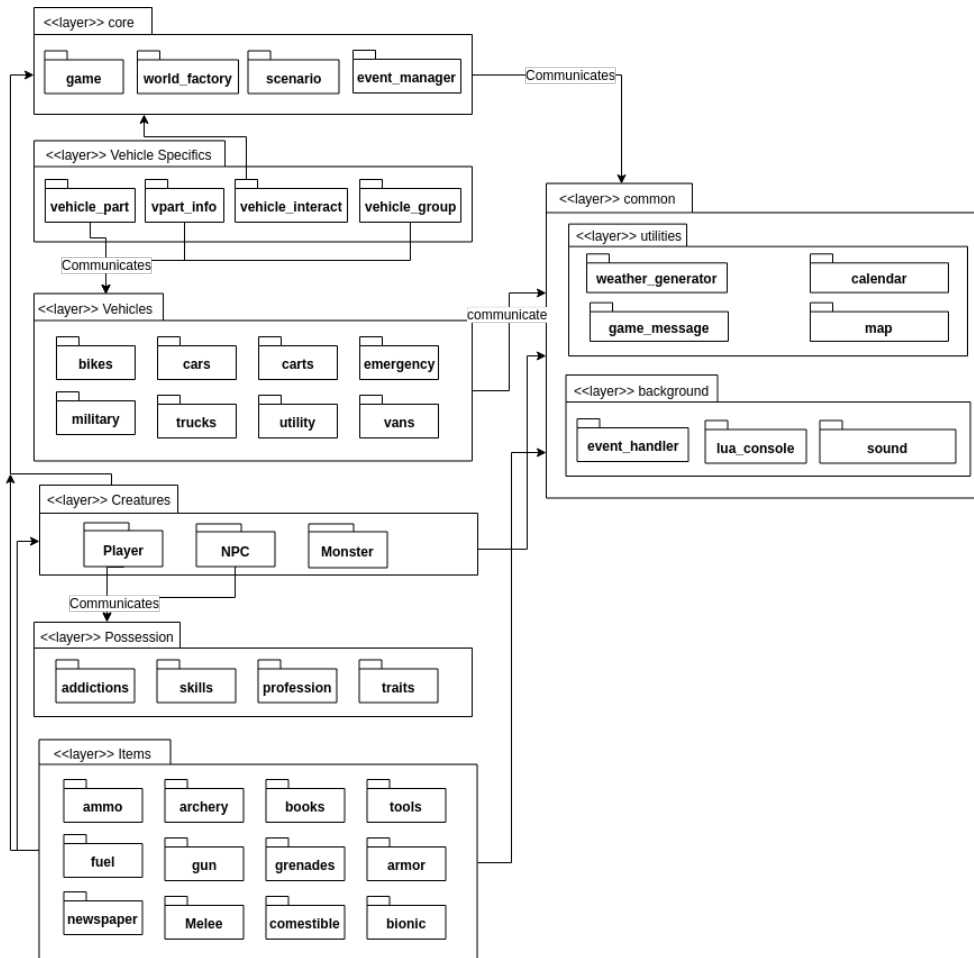 <<layer>> core
game
world_factory
scenario
event_manager
Communicates
<<layer>> Vehicle Specifics
vehicle_part
vpart_info
vehicle_interact
vehicle_group
Communicates
<<layer>> Vehicles
bikes
cars
carts
emergency
military
trucks
utility
vans
communicate
<<layer>> common
<<layer>> utilities
weather_generator
calendar
game_message
map
<<layer>> background
event_handler
lua_console
sound
<<layer>> Creatures
Player
NPC
Monster
Communicates
<<layer>> Possession
addictions
skills
profession
traits
<<layer>> Items
ammo
archery
books
tools
fuel
gun
grenades
armor
newspaper
Melee
comestible
bionic